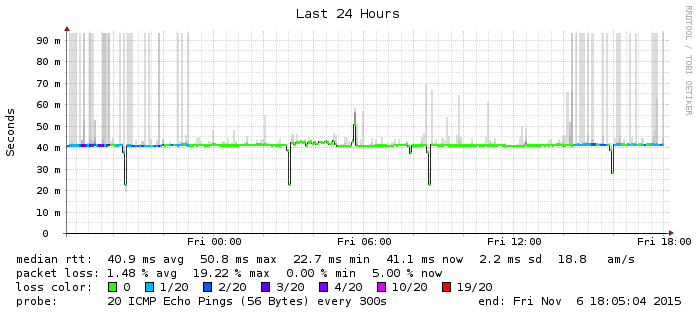 Last 24 Hours
RRDTOOL / TOBI OETIKER
Seconds
90 m
80 m
70 m
60 m
50 m
40 m
30 m
20 m
10 m
0
Fri 00:00 Fri 06:00 Fri 12:00 Fri 18:00
median rtt: 40.9 ms avg 50.8 ms max 22.7 ms min 41.1 ms now 2.2 ms sd 18.8 am/s
packet loss: 1.48 % avg 19.22 % max 0.00 % min 5.00 % now
loss color: 0 1/20 2/20 3/20 4/20 10/20 19/20
probe: 20 ICMP Echo Pings (56 Bytes) every 300s end: Fri Nov 6 18:05:04 2015